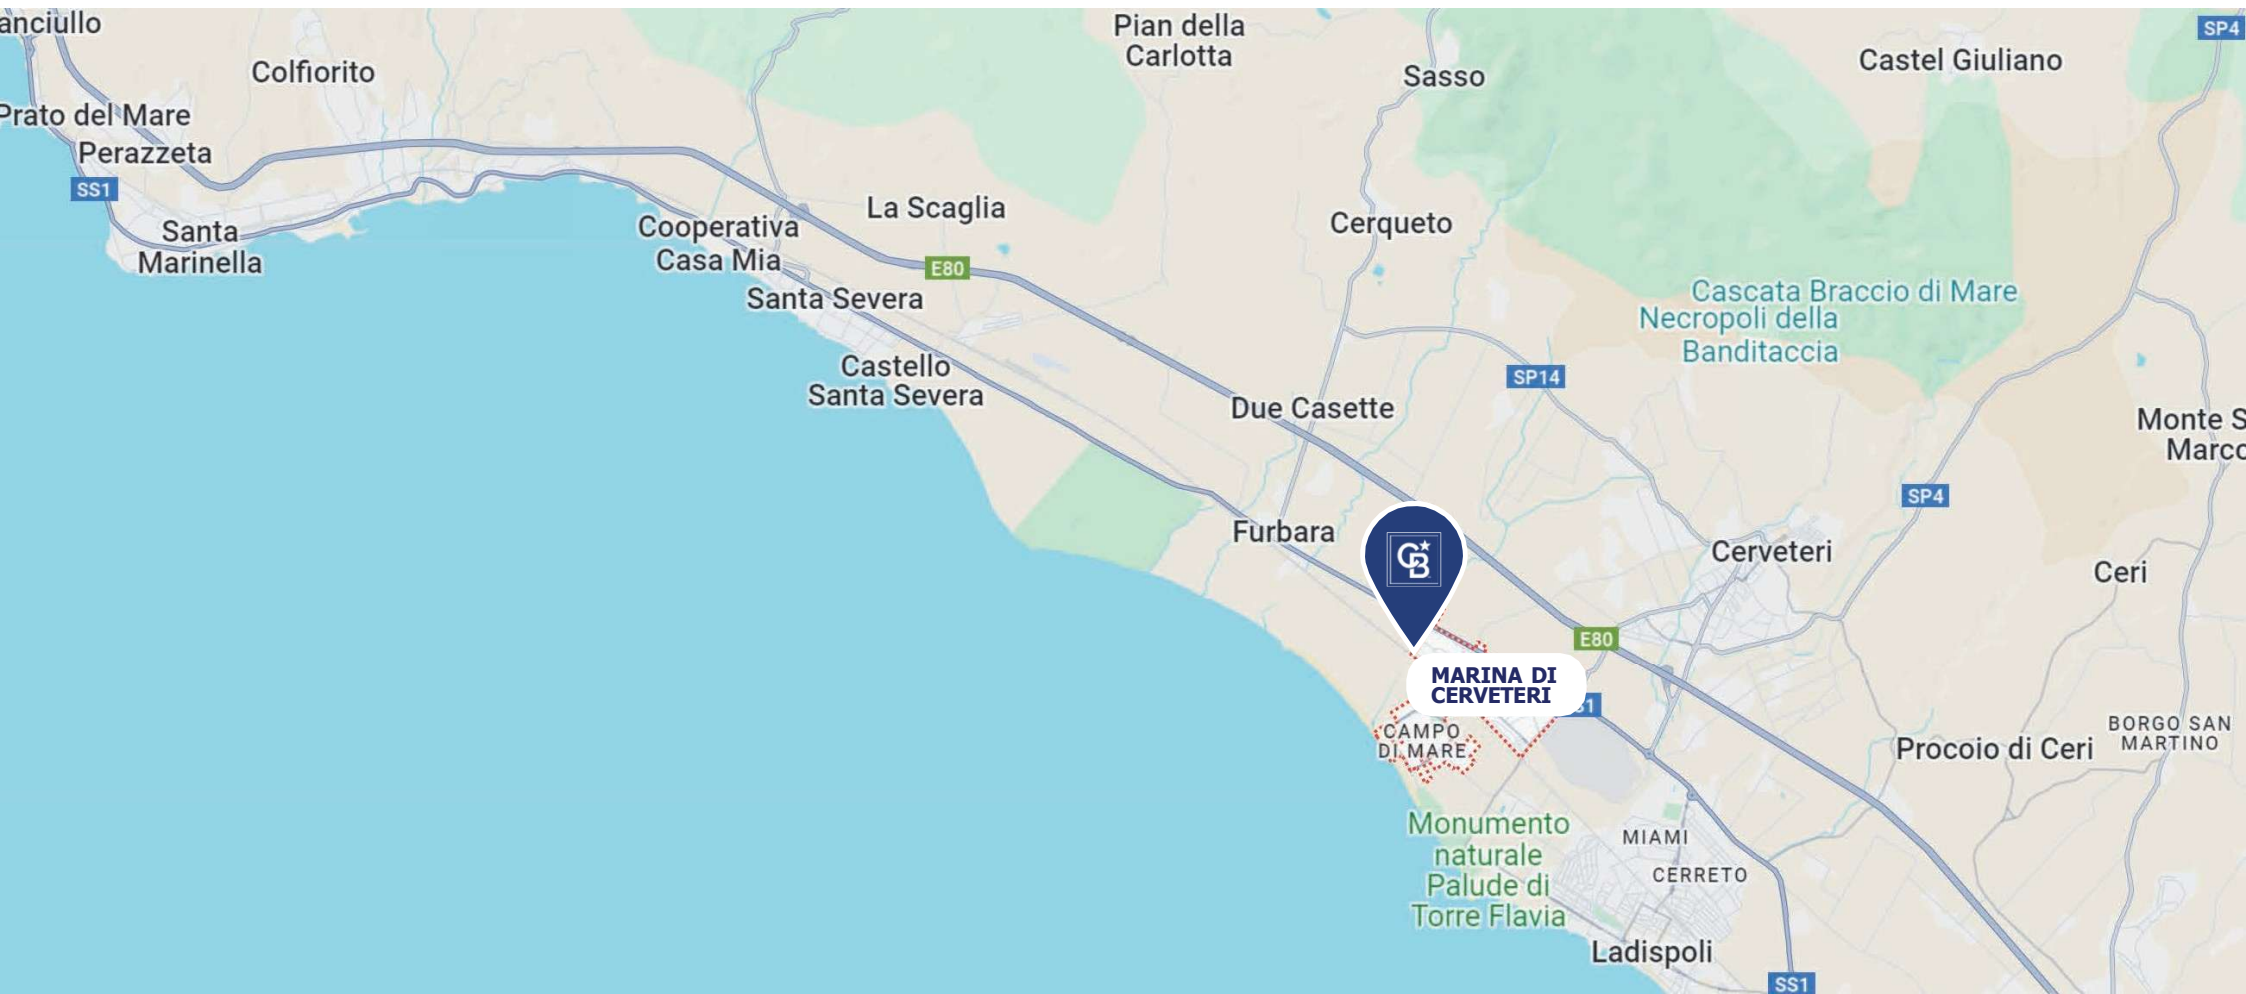 anciullo
Pian della
Carlotta
SP4
Colfiorito
Sasso
Castel Giuliano
Prato del Mare
Perazzeta
SS1
La Scaglia
Santa
Marinella
Cooperativa
Casa Mia
Cerqueto
E80
Santa Severa
Cascata Braccio di Mare
Necropoli della
Banditaccia
Castello
Santa Severa
SP14
Due Casette
Monte S
Marco
SP4
Furbara
CB
Cerveteri
Ceri
E80
MARINA DI
CERVETERI
S1
CAMPO
DI MARE
Procoio di Ceri
BORGO SAN
MARTINO
Monumento
naturale
Palude di
Torre Flavia
MIAMI
CERRETO
Ladispoli
SS1